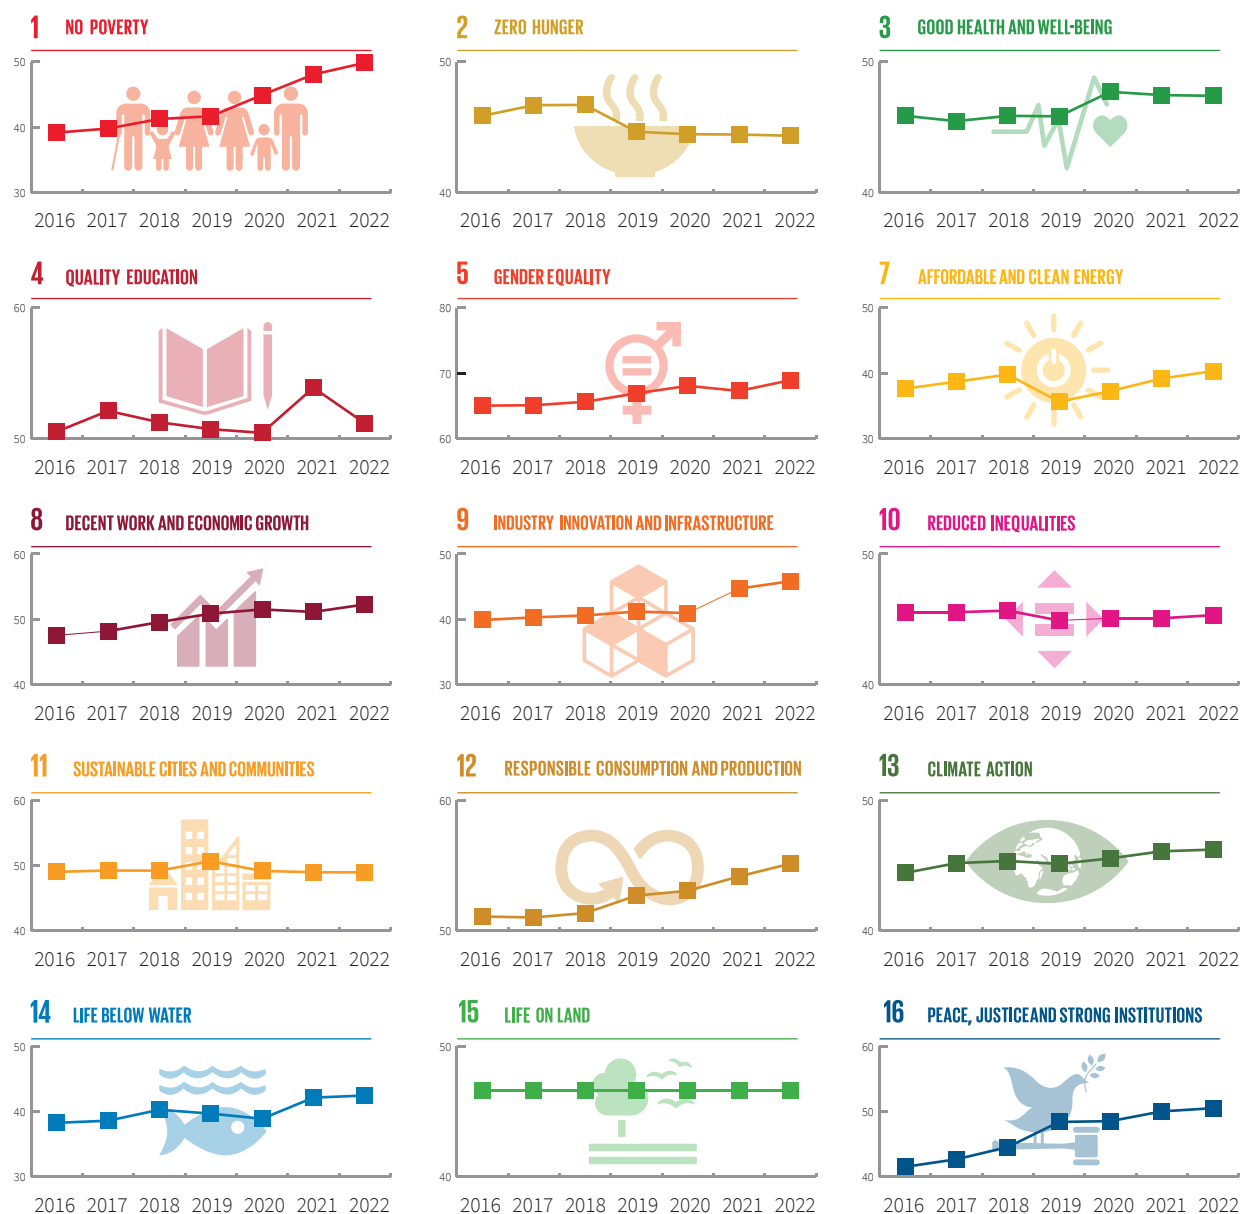 1 NO POVERTY
50
40
30
2016 2017 2018 2019 2020 2021 2022
2 ZERO HUNGER
50
40
2016 2017 2018 2019 2020 2021 2022
3 GOOD HEALTH AND WELL-BEING
50
40
2016 2017 2018 2019 2020 2021 2022
4 QUALITY EDUCATION
60
50
2016 2017 2018 2019 2020 2021 2022
5 GENDER EQUALITY
80
70
60
2016 2017 2018 2019 2020 2021 2022
7 AFFORDABLE AND CLEAN ENERGY
50
40
30
2016 2017 2018 2019 2020 2021 2022
8 DECENT WORK AND ECONOMIC GROWTH
60
50
40
2016 2017 2018 2019 2020 2021 2022
9 INDUSTRY INNOVATION AND INFRASTRUCTURE
50
40
30
2016 2017 2018 2019 2020 2021 2022
10 REDUCED INEQUALITIES
50
40
2016 2017 2018 2019 2020 2021 2022
11 SUSTAINABLE CITIES AND COMMUNITIES
60
50
40
2016 2017 2018 2019 2020 2021 2022
12 RESPONSIBLE CONSUMPTION AND PRODUCTION
60
50
2016 2017 2018 2019 2020 2021 2022
13 CLIMATE ACTION
50
40
2016 2017 2018 2019 2020 2021 2022
14 LIFE BELOW WATER
50
40
30
2016 2017 2018 2019 2020 2021 2022
15 LIFE ON LAND
50
40
2016 2017 2018 2019 2020 2021 2022
16 PEACE, JUSTICE AND STRONG INSTITUTIONS
60
50
40
2016 2017 2018 2019 2020 2021 2022